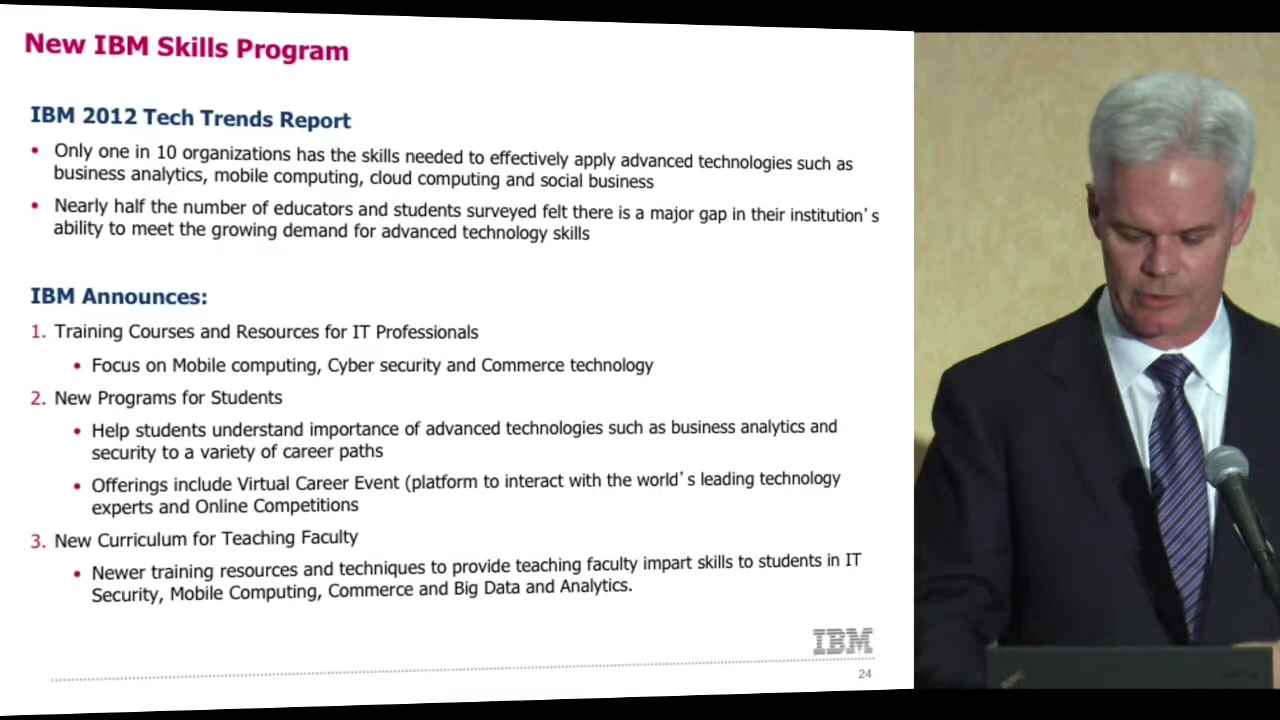 New IBM Skills Program
IBM 2012 Tech Trends Report
• Only one in 10 organizations has the skills needed to effectively apply advanced technologies such as
business analytics, mobile computing, cloud computing and social business
• Nearly half the number of educators and students surveyed felt there is a major gap in their institution's
ability to meet the growing demand for advanced technology skills
IBM Announces:
1. Training Courses and Resources for IT Professionals
• Focus on Mobile computing, Cyber security and Commerce technology
2. New Programs for Students
• Help students understand importance of advanced technologies such as business analytics and
security to a variety of career paths
• Offerings include Virtual Career Event (platform to interact with the world's leading technology
experts and Online Competitions
3. New Curriculum for Teaching Faculty
• Newer training resources and techniques to provide teaching faculty impart skills to students in IT
Security, Mobile Computing, Commerce and Big Data and Analytics.
IBM
24